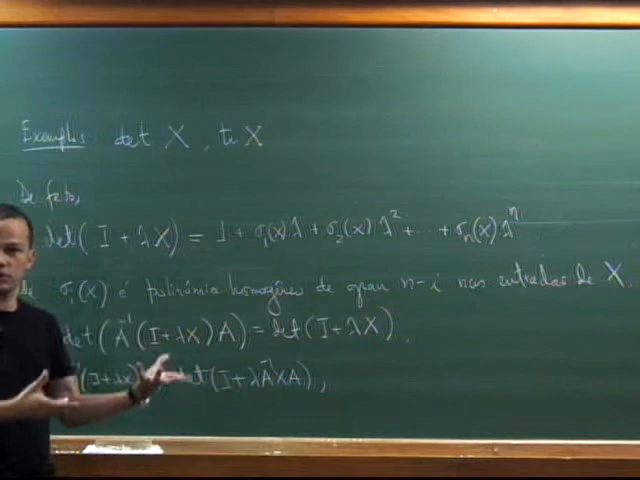 Exemplos det X, tr X
De fato,
det(I + λX) = 1 + σ₁(X)λ + σ₂(X)λ² + ... + σₙ(X)λⁿ
σᵢ(X) é polinômio homogêneo de grau n-i nas entradas de X.
det(A⁻¹(I+λX)A) = det(I+λX).
(I+λX) det(I+λA⁻¹XA),